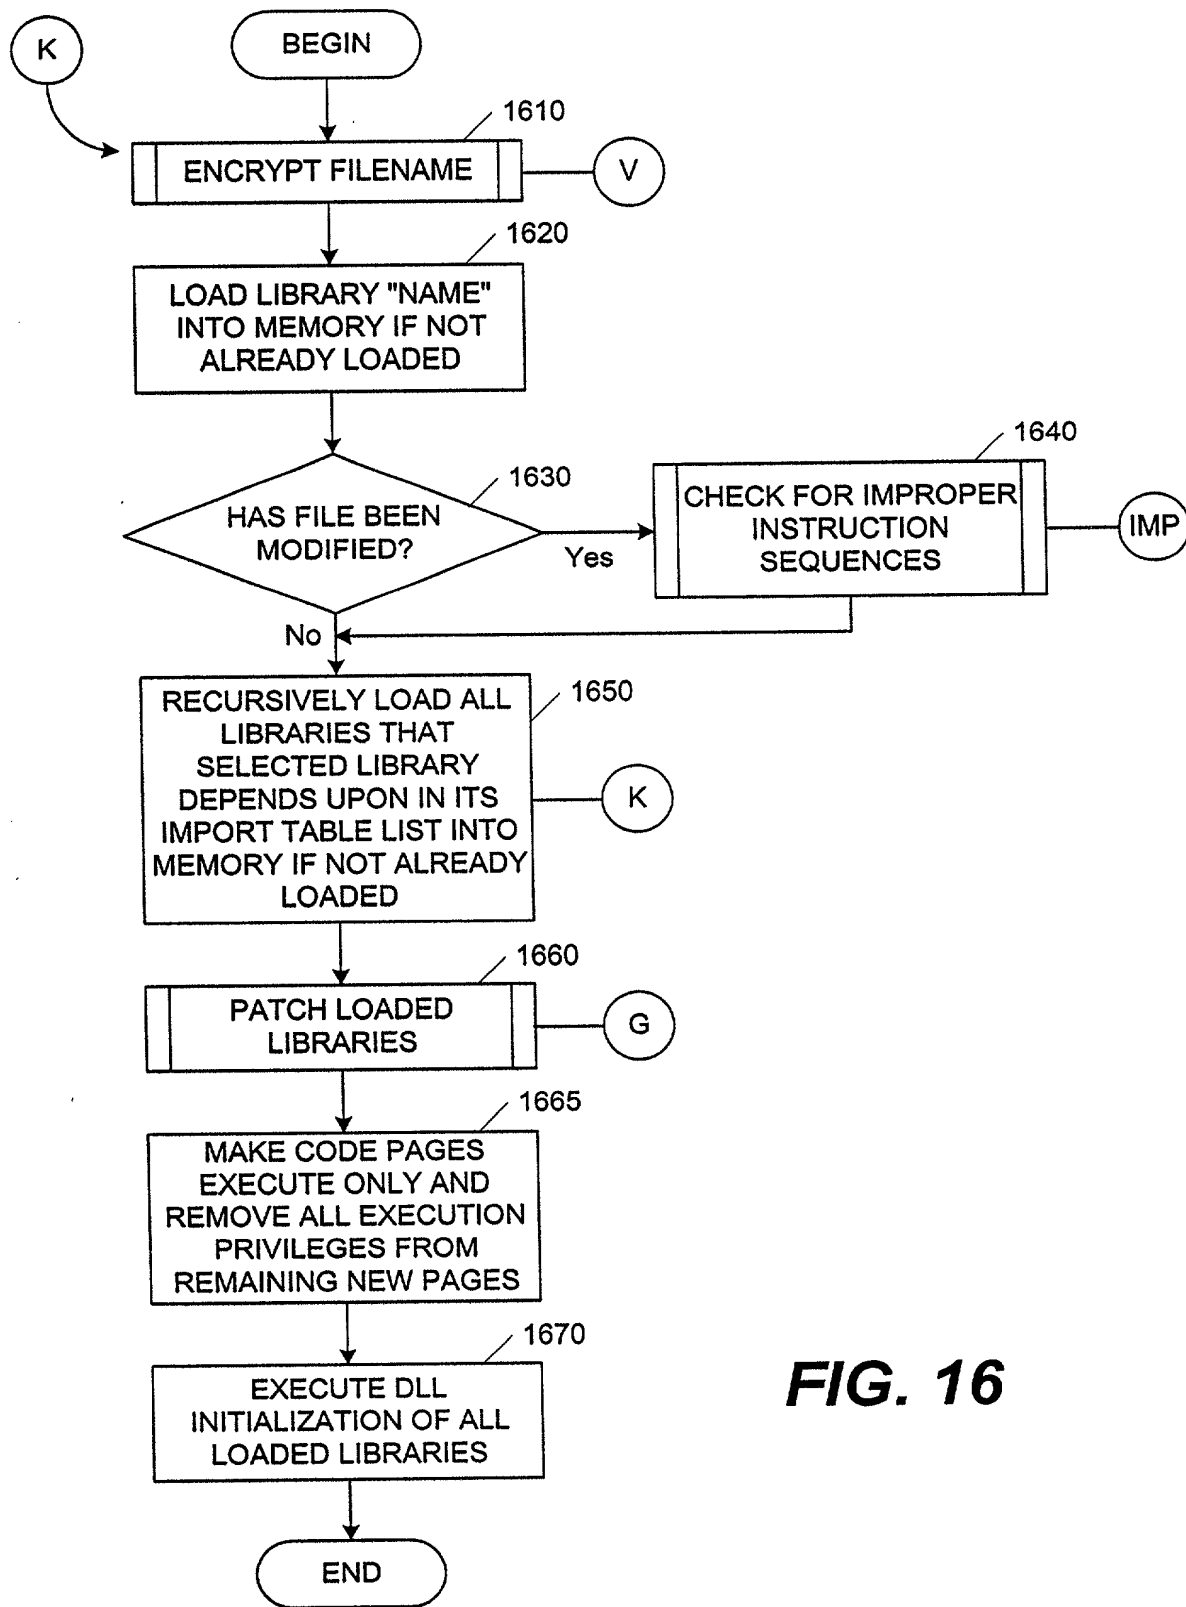 K
BEGIN
1610
ENCRYPT FILENAME
V
1620
LOAD LIBRARY "NAME"
INTO MEMORY IF NOT
ALREADY LOADED
1630
HAS FILE BEEN
MODIFIED?
Yes
No
1640
CHECK FOR IMPROPER
INSTRUCTION
SEQUENCES
IMP
1650
RECURSIVELY LOAD ALL
LIBRARIES THAT
SELECTED LIBRARY
DEPENDS UPON IN ITS
IMPORT TABLE LIST INTO
MEMORY IF NOT ALREADY
LOADED
K
1660
PATCH LOADED
LIBRARIES
G
1665
MAKE CODE PAGES
EXECUTE ONLY AND
REMOVE ALL EXECUTION
PRIVILEGES FROM
REMAINING NEW PAGES
1670
EXECUTE DLL
INITIALIZATION OF ALL
LOADED LIBRARIES
END
FIG. 16